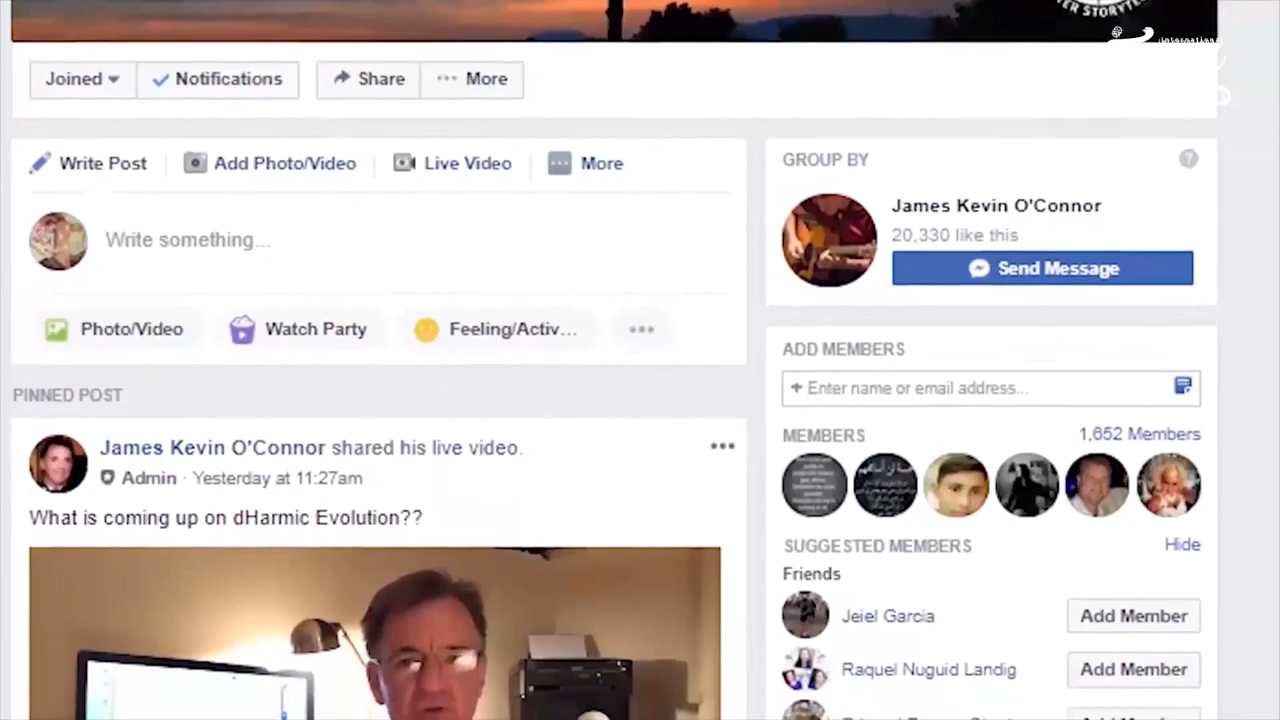 ER STORYTE
International
Joined
Notifications
Share
More
Write Post
Add Photo/Video
Live Video
More
Write something...
Photo/Video
Watch Party
Feeling/Activ...
PINNED POST
James Kevin O'Connor shared his live video.
Admin · Yesterday at 11:27am
What is coming up on dHarmic Evolution??
GROUP BY
?
James Kevin O'Connor
20,330 like this
Send Message
ADD MEMBERS
+ Enter name or email address...
MEMBERS
1,652 Members
SUGGESTED MEMBERS
Hide
Friends
Jeiel Garcia
Add Member
Raquel Nuguid Landig
Add Member